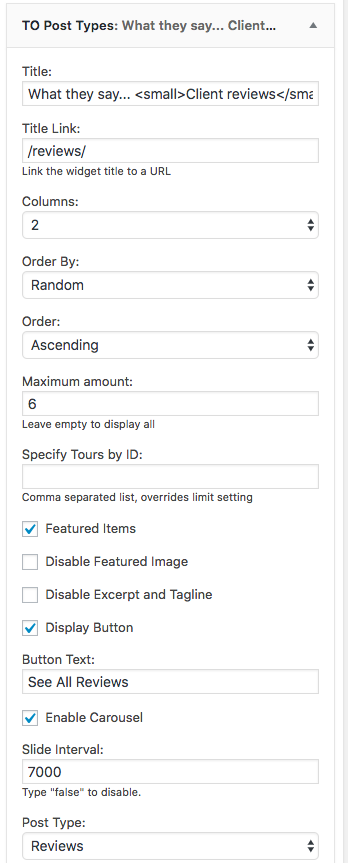 TO Post Types: What they say... Client...
Title:
What they say... <small>Client reviews</sma
Title Link:
/reviews/
Link the widget title to a URL
Columns:
2
Order By:
Random
Order:
Ascending
Maximum amount:
6
Leave empty to display all
Specify Tours by ID:
Comma separated list, overrides limit setting
Featured Items
Disable Featured Image
Disable Excerpt and Tagline
Display Button
Button Text:
See All Reviews
Enable Carousel
Slide Interval:
7000
Type "false" to disable.
Post Type:
Reviews